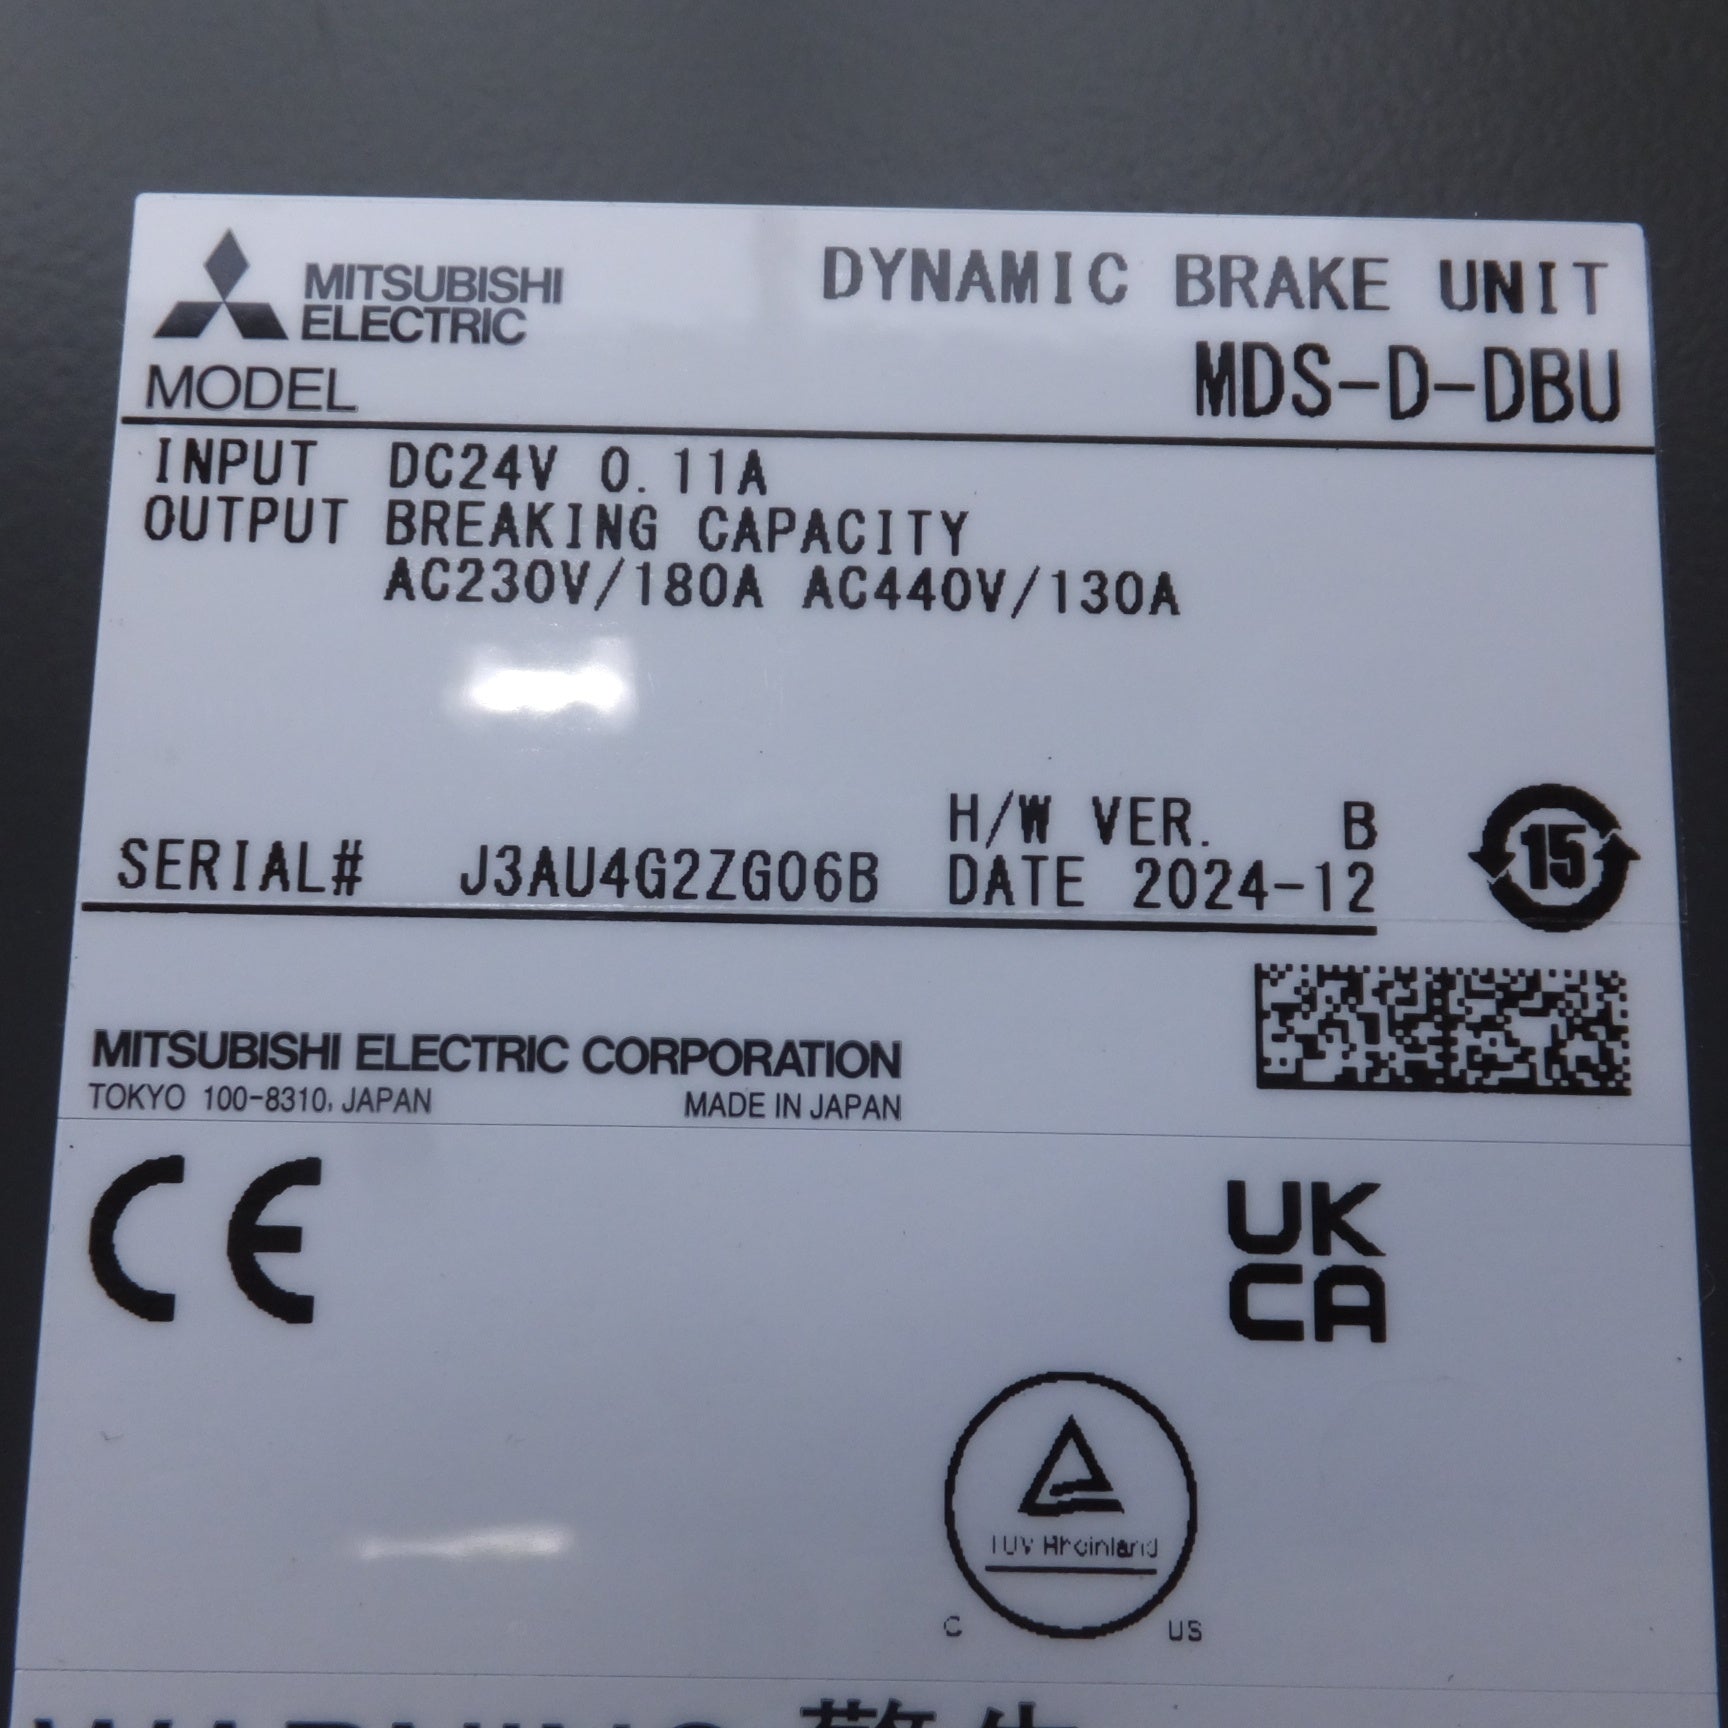 MITSUBISHI
ELECTRIC
DYNAMIC BRAKE UNIT
MODEL MDS-D-DBU
INPUT DC24V 0.11A
OUTPUT BREAKING CAPACITY
AC230V/180A AC440V/130A
H/W VER. B
SERIAL# J3AU4G2ZG06B DATE 2024-12
15
MITSUBISHI ELECTRIC CORPORATION
TOKYO 100-8310, JAPAN MADE IN JAPAN
CE
UK
CA
TÜV Rheinland
C US